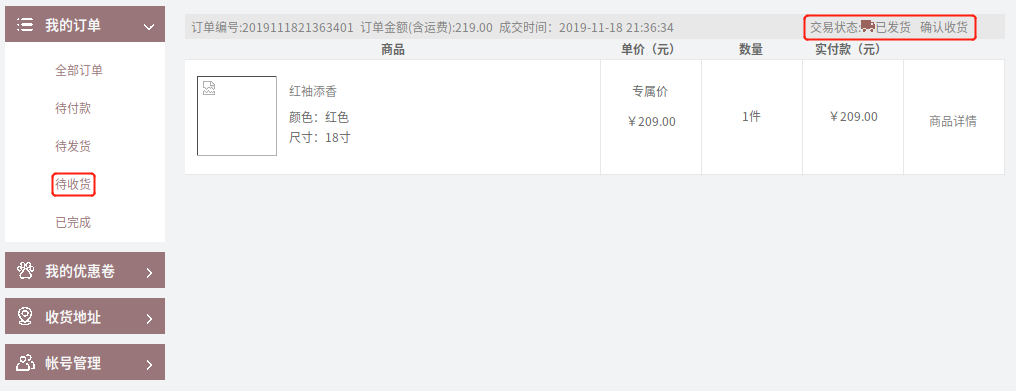 我的订单
全部订单
待付款
待发货
待收货
已完成
我的优惠卷
收货地址
帐号管理
订单编号:2019111821363401 订单金额(含运费):219.00 成交时间：2019-11-18 21:36:34 交易状态:已发货 确认收货
商品 单价（元） 数量 实付款（元）
红袖添香
颜色：红色
尺寸：18寸
专属价
￥209.00
1件
￥209.00
商品详情